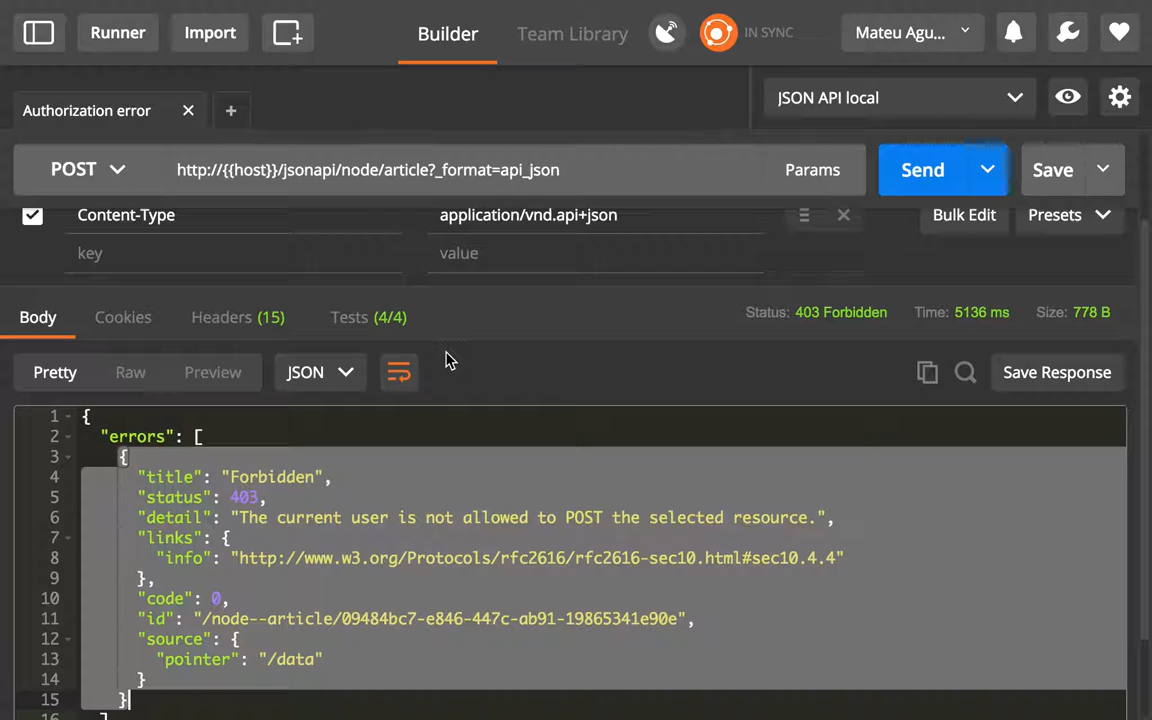 Runner Import Builder Team Library IN SYNC Mateu Agu...
Authorization error JSON API local
POST http://{{host}}/jsonapi/node/article?_format=api_json Params Send Save
Content-Type application/vnd.api+json Bulk Edit Presets
key value
Body Cookies Headers (15) Tests (4/4) Status: 403 Forbidden Time: 5136 ms Size: 778 B
Pretty Raw Preview JSON Save Response
1 {
2 "errors": [
3 {
4 "title": "Forbidden",
5 "status": 403,
6 "detail": "The current user is not allowed to POST the selected resource.",
7 "links": {
8 "info": "http://www.w3.org/Protocols/rfc2616/rfc2616-sec10.html#sec10.4.4"
9 },
10 "code": 0,
11 "id": "/node--article/09484bc7-e846-447c-ab91-19865341e90e",
12 "source": {
13 "pointer": "/data"
14 }
15 }
16 ]